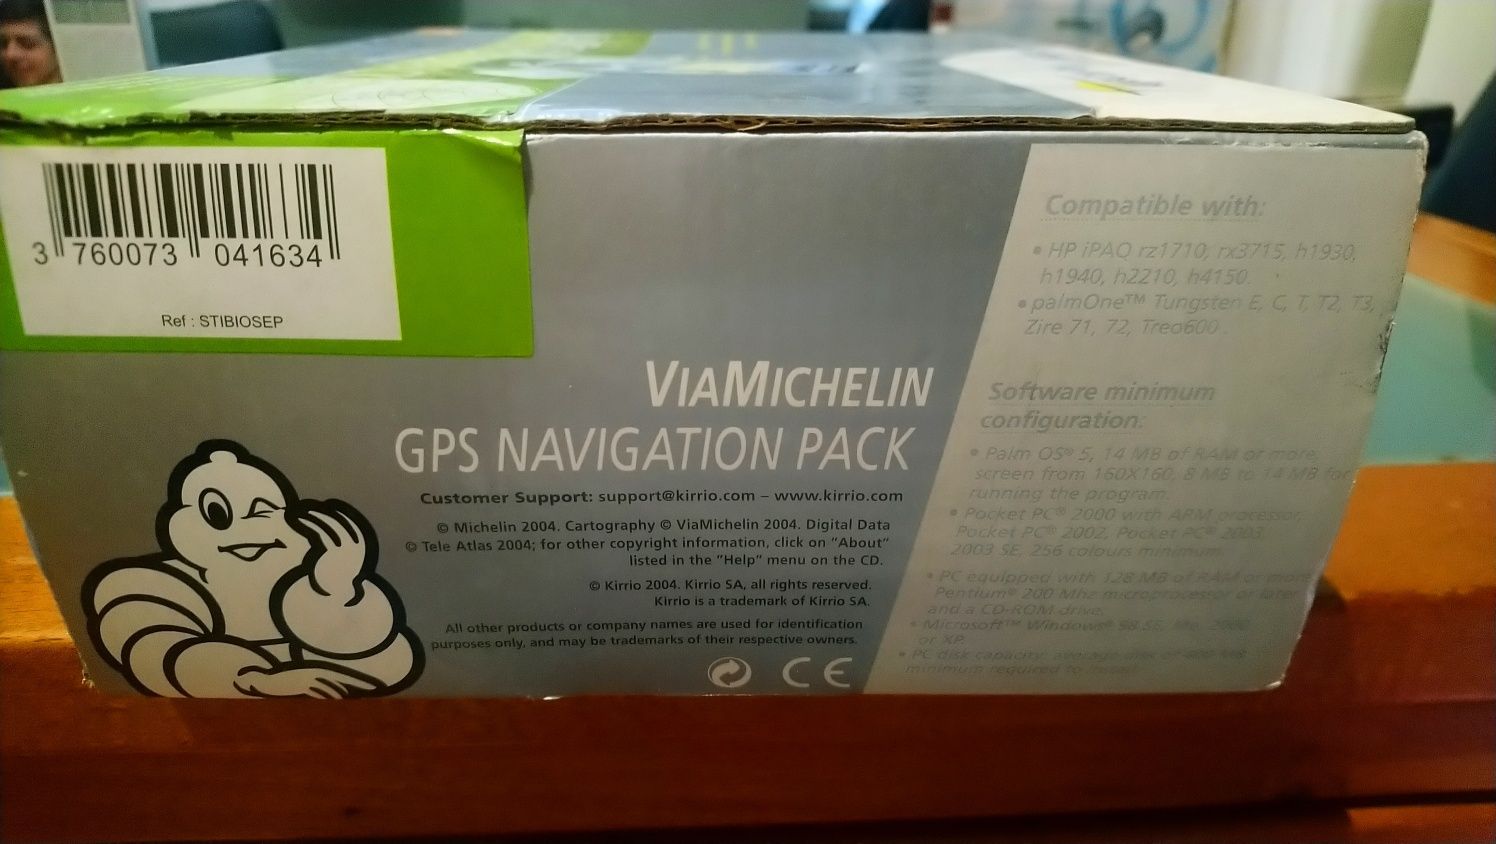 3 760073 041634
Ref : STIBIOSEP
VIAMICHELIN
GPS NAVIGATION PACK
Customer Support: support@kirrio.com – www.kirrio.com
© Michelin 2004. Cartography © ViaMichelin 2004. Digital Data
© Tele Atlas 2004; for other copyright information, click on "About"
listed in the "Help" menu on the CD.
© Kirrio 2004. Kirrio SA, all rights reserved.
Kirrio is a trademark of Kirrio SA.
All other products or company names are used for identification
purposes only, and may be trademarks of their respective owners.
CE
Compatible with:
• HP iPAQ rz1710, rx3715, h1930,
h1940, h2210, h4150.
• palmOne™ Tungsten E, C, T, T2, T3,
Zire 71, 72, Treo600.
Software minimum
configuration:
• Palm OS® 5, 14 MB of RAM or more,
screen from 160X160, 8 MB to 14 MB for
running the program.
• Pocket PC® 2000 with ARM processor,
Pocket PC® 2002, Pocket PC® 2003,
2003 SE, 256 colours minimum.
• PC equipped with 128 MB of RAM or more,
Pentium® 200 Mhz microprocessor or later
and a CD-ROM drive.
• Microsoft™ Windows® 98 SE, Me, 2000
or XP.
• PC disk capacity: average disk of 400 MB
minimum required to install.